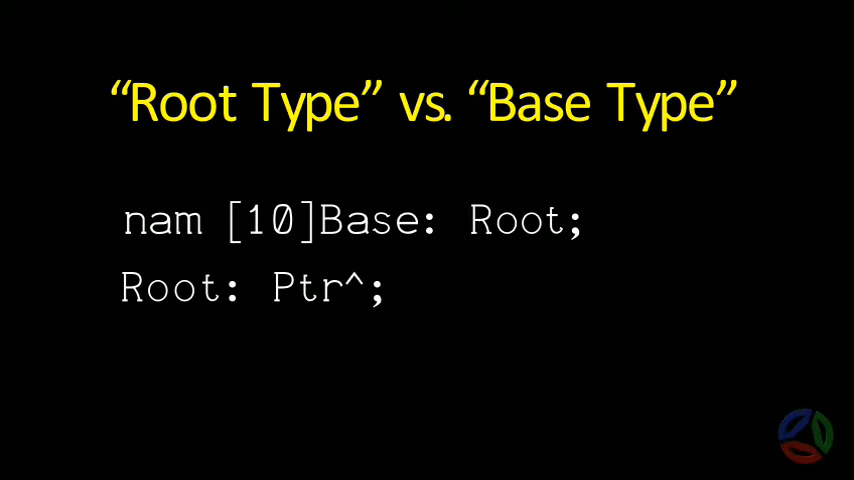 “Root Type” vs. “Base Type”
nam [10]Base: Root;
Root: Ptr^;